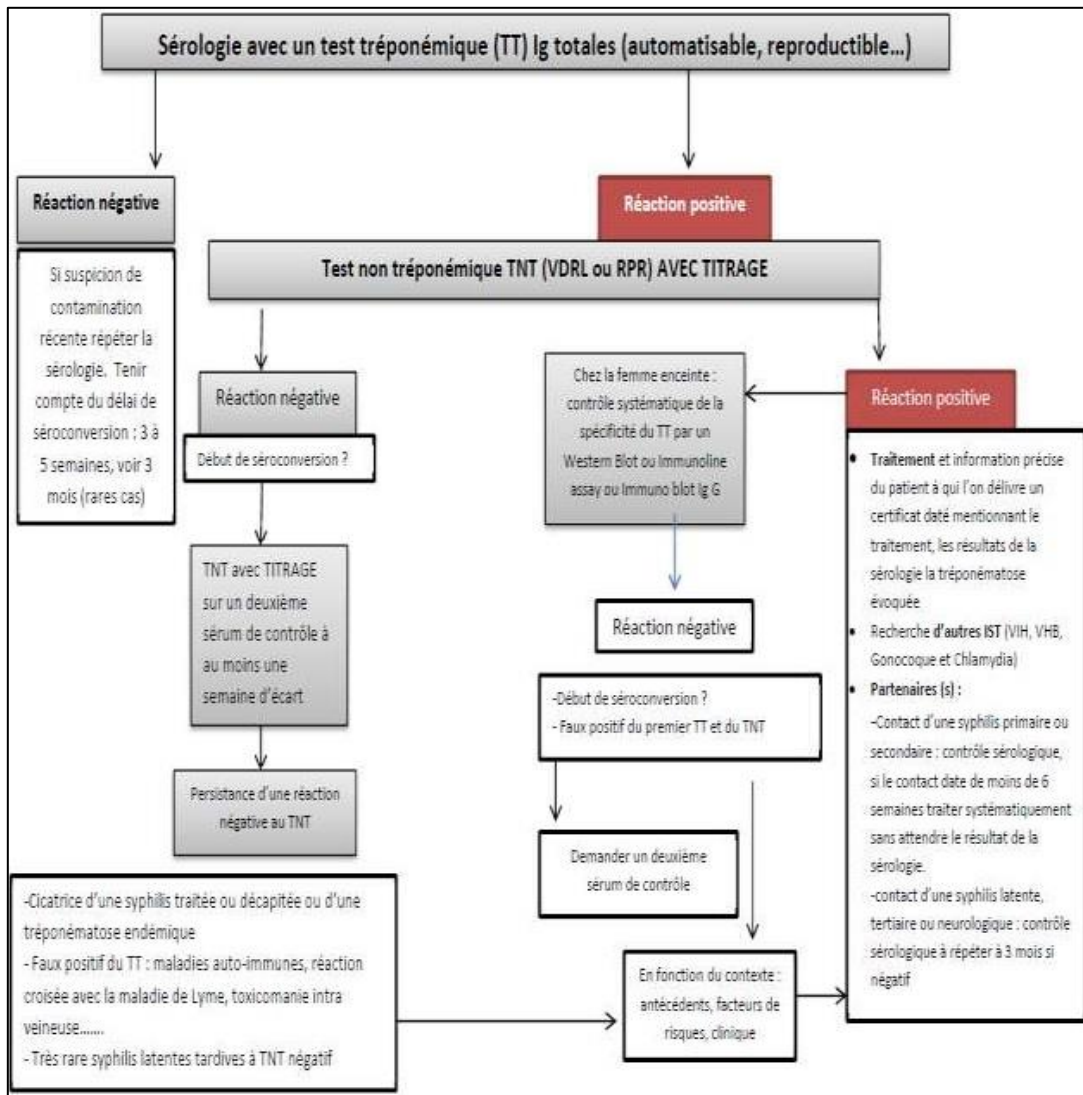 Sérologie avec un test tréponémique (TT) Ig totales (automatisable, reproductible...)
Réaction négative
Si suspicion de
contamination
récente répéter la
sérologie. Tenir
compte du délai de
séroconversion : 3 à
5 semaines, voir 3
mois (rares cas)
Réaction positive
Test non tréponémique TNT (VDRL ou RPR) AVEC TITRAGE
Réaction négative
Début de séroconversion ?
TNT avec TITRAGE
sur un deuxième
sérum de contrôle à
au moins une
semaine d'écart
Persistance d'une réaction
négative au TNT
-Cicatrice d'une syphilis traitée ou décapitée ou d'une
tréponématose endémique
- Faux positif du TT : maladies auto-immunes, réaction
croisée avec la maladie de Lyme, toxicomanie intra
veineuse.......
- Très rare syphilis latentes tardives à TNT négatif
Chez la femme enceinte :
contrôle systématique de la
spécificité du TT par un
Western Blot ou Immunoline
assay ou Immuno blot Ig G
Réaction négative
-Début de séroconversion ?
- Faux positif du premier TT et du TNT
Demander un deuxième
sérum de contrôle
En fonction du contexte :
antécédents, facteurs de
risques, clinique
Réaction positive
• Traitement et information précise
du patient à qui l'on délivre un
certificat daté mentionnant le
traitement, les résultats de la
sérologie la tréponématose
évoquée
• Recherche d'autres IST (VIH, VHB,
Gonocoque et Chlamydia)
• Partenaires (s) :
-Contact d'une syphilis primaire ou
secondaire : contrôle sérologique,
si le contact date de moins de 6
semaines traiter systématiquement
sans attendre le résultat de la
sérologie.
-contact d'une syphilis latente,
tertiaire ou neurologique : contrôle
sérologique à répéter à 3 mois si
négatif